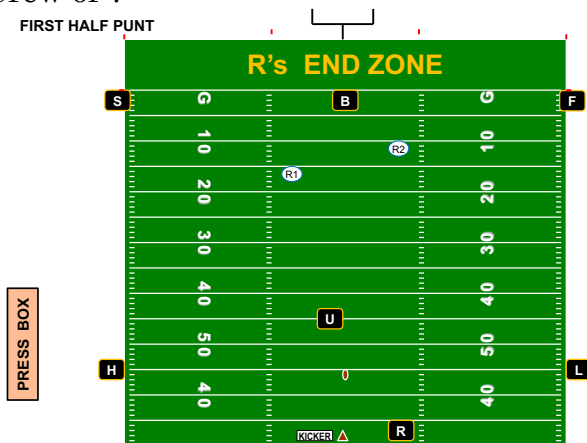 FIRST HALF PUNT
R's END ZONE
S G B G F
10 R2 10
R1
20 20
30 30
40 40
U
50 50
PRESS BOX
H L
40 40
KICKER R